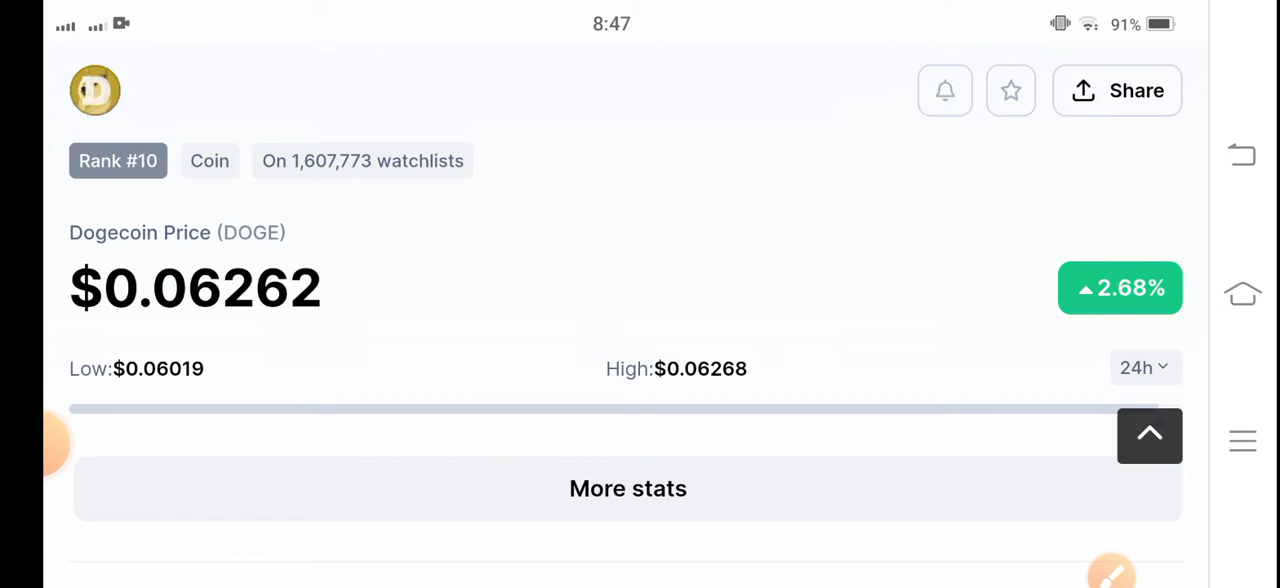 8:47
91%
D
Share
Rank #10
Coin
On 1,607,773 watchlists
Dogecoin Price (DOGE)
$0.06262
2.68%
Low:$0.06019
High:$0.06268
24h
More stats